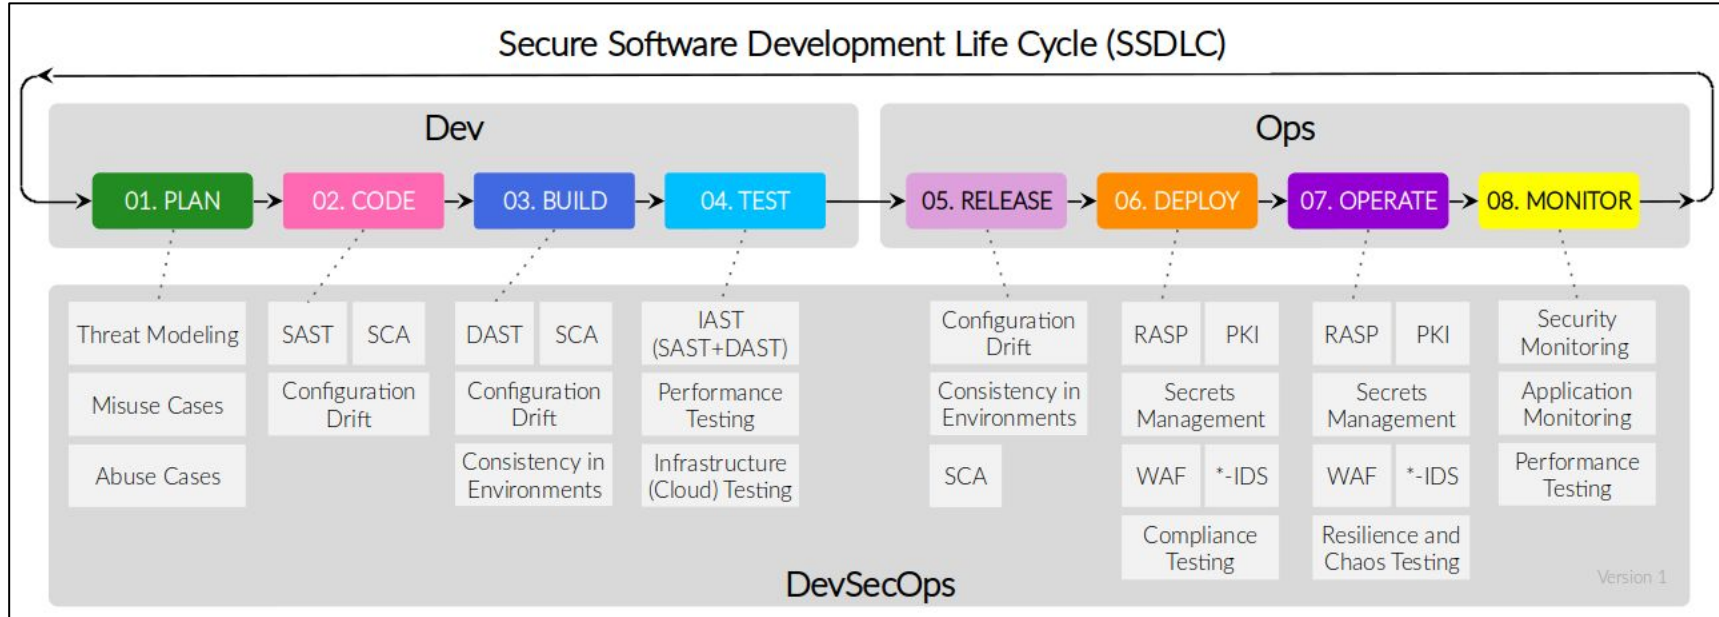 Secure Software Development Life Cycle (SSDLC)
Dev
Ops
01. PLAN
02. CODE
03. BUILD
04. TEST
05. RELEASE
06. DEPLOY
07. OPERATE
08. MONITOR
Threat Modeling
Misuse Cases
Abuse Cases
SAST
SCA
Configuration
Drift
DAST
SCA
Configuration
Drift
Consistency in
Environments
IAST
(SAST+DAST)
Performance
Testing
Infrastructure
(Cloud) Testing
Configuration
Drift
Consistency in
Environments
SCA
RASP
PKI
Secrets
Management
WAF
*-IDS
Compliance
Testing
RASP
PKI
Secrets
Management
WAF
*-IDS
Resilience and
Chaos Testing
Security
Monitoring
Application
Monitoring
Performance
Testing
DevSecOps
Version 1